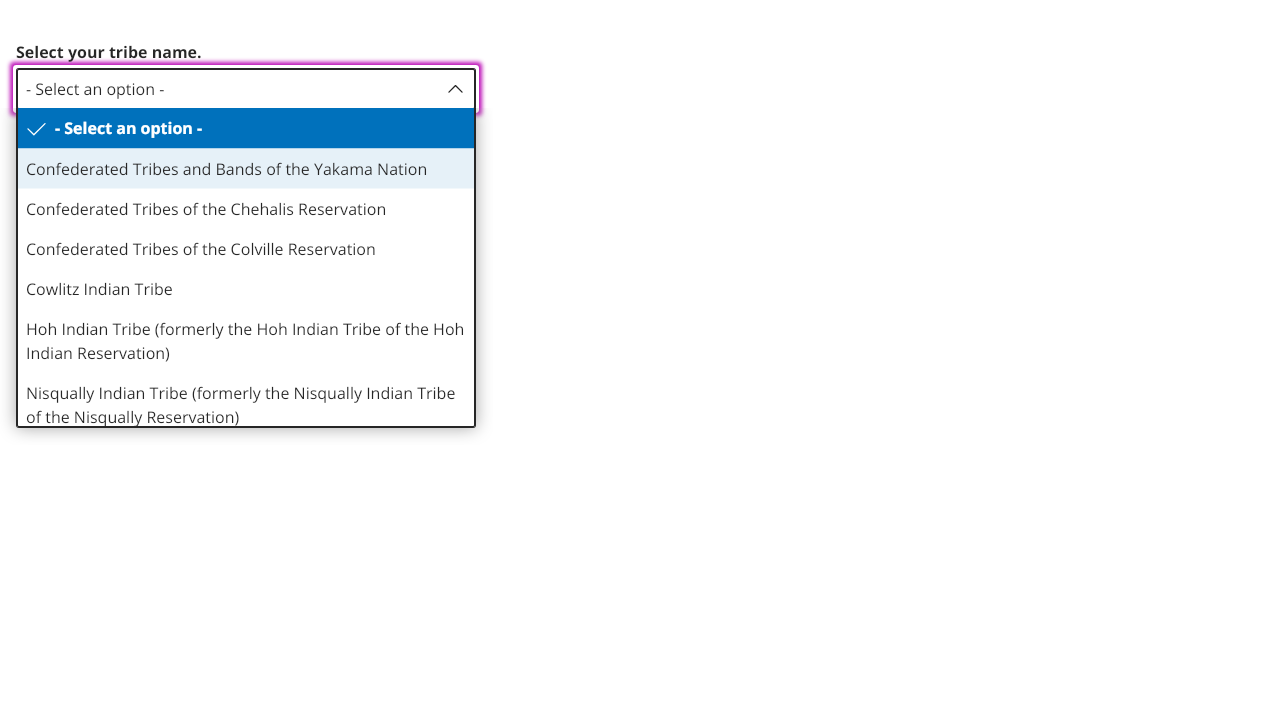 Select your tribe name.
- Select an option -
- Select an option -
Confederated Tribes and Bands of the Yakama Nation
Confederated Tribes of the Chehalis Reservation
Confederated Tribes of the Colville Reservation
Cowlitz Indian Tribe
Hoh Indian Tribe (formerly the Hoh Indian Tribe of the Hoh
Indian Reservation)
Nisqually Indian Tribe (formerly the Nisqually Indian Tribe
of the Nisqually Reservation)